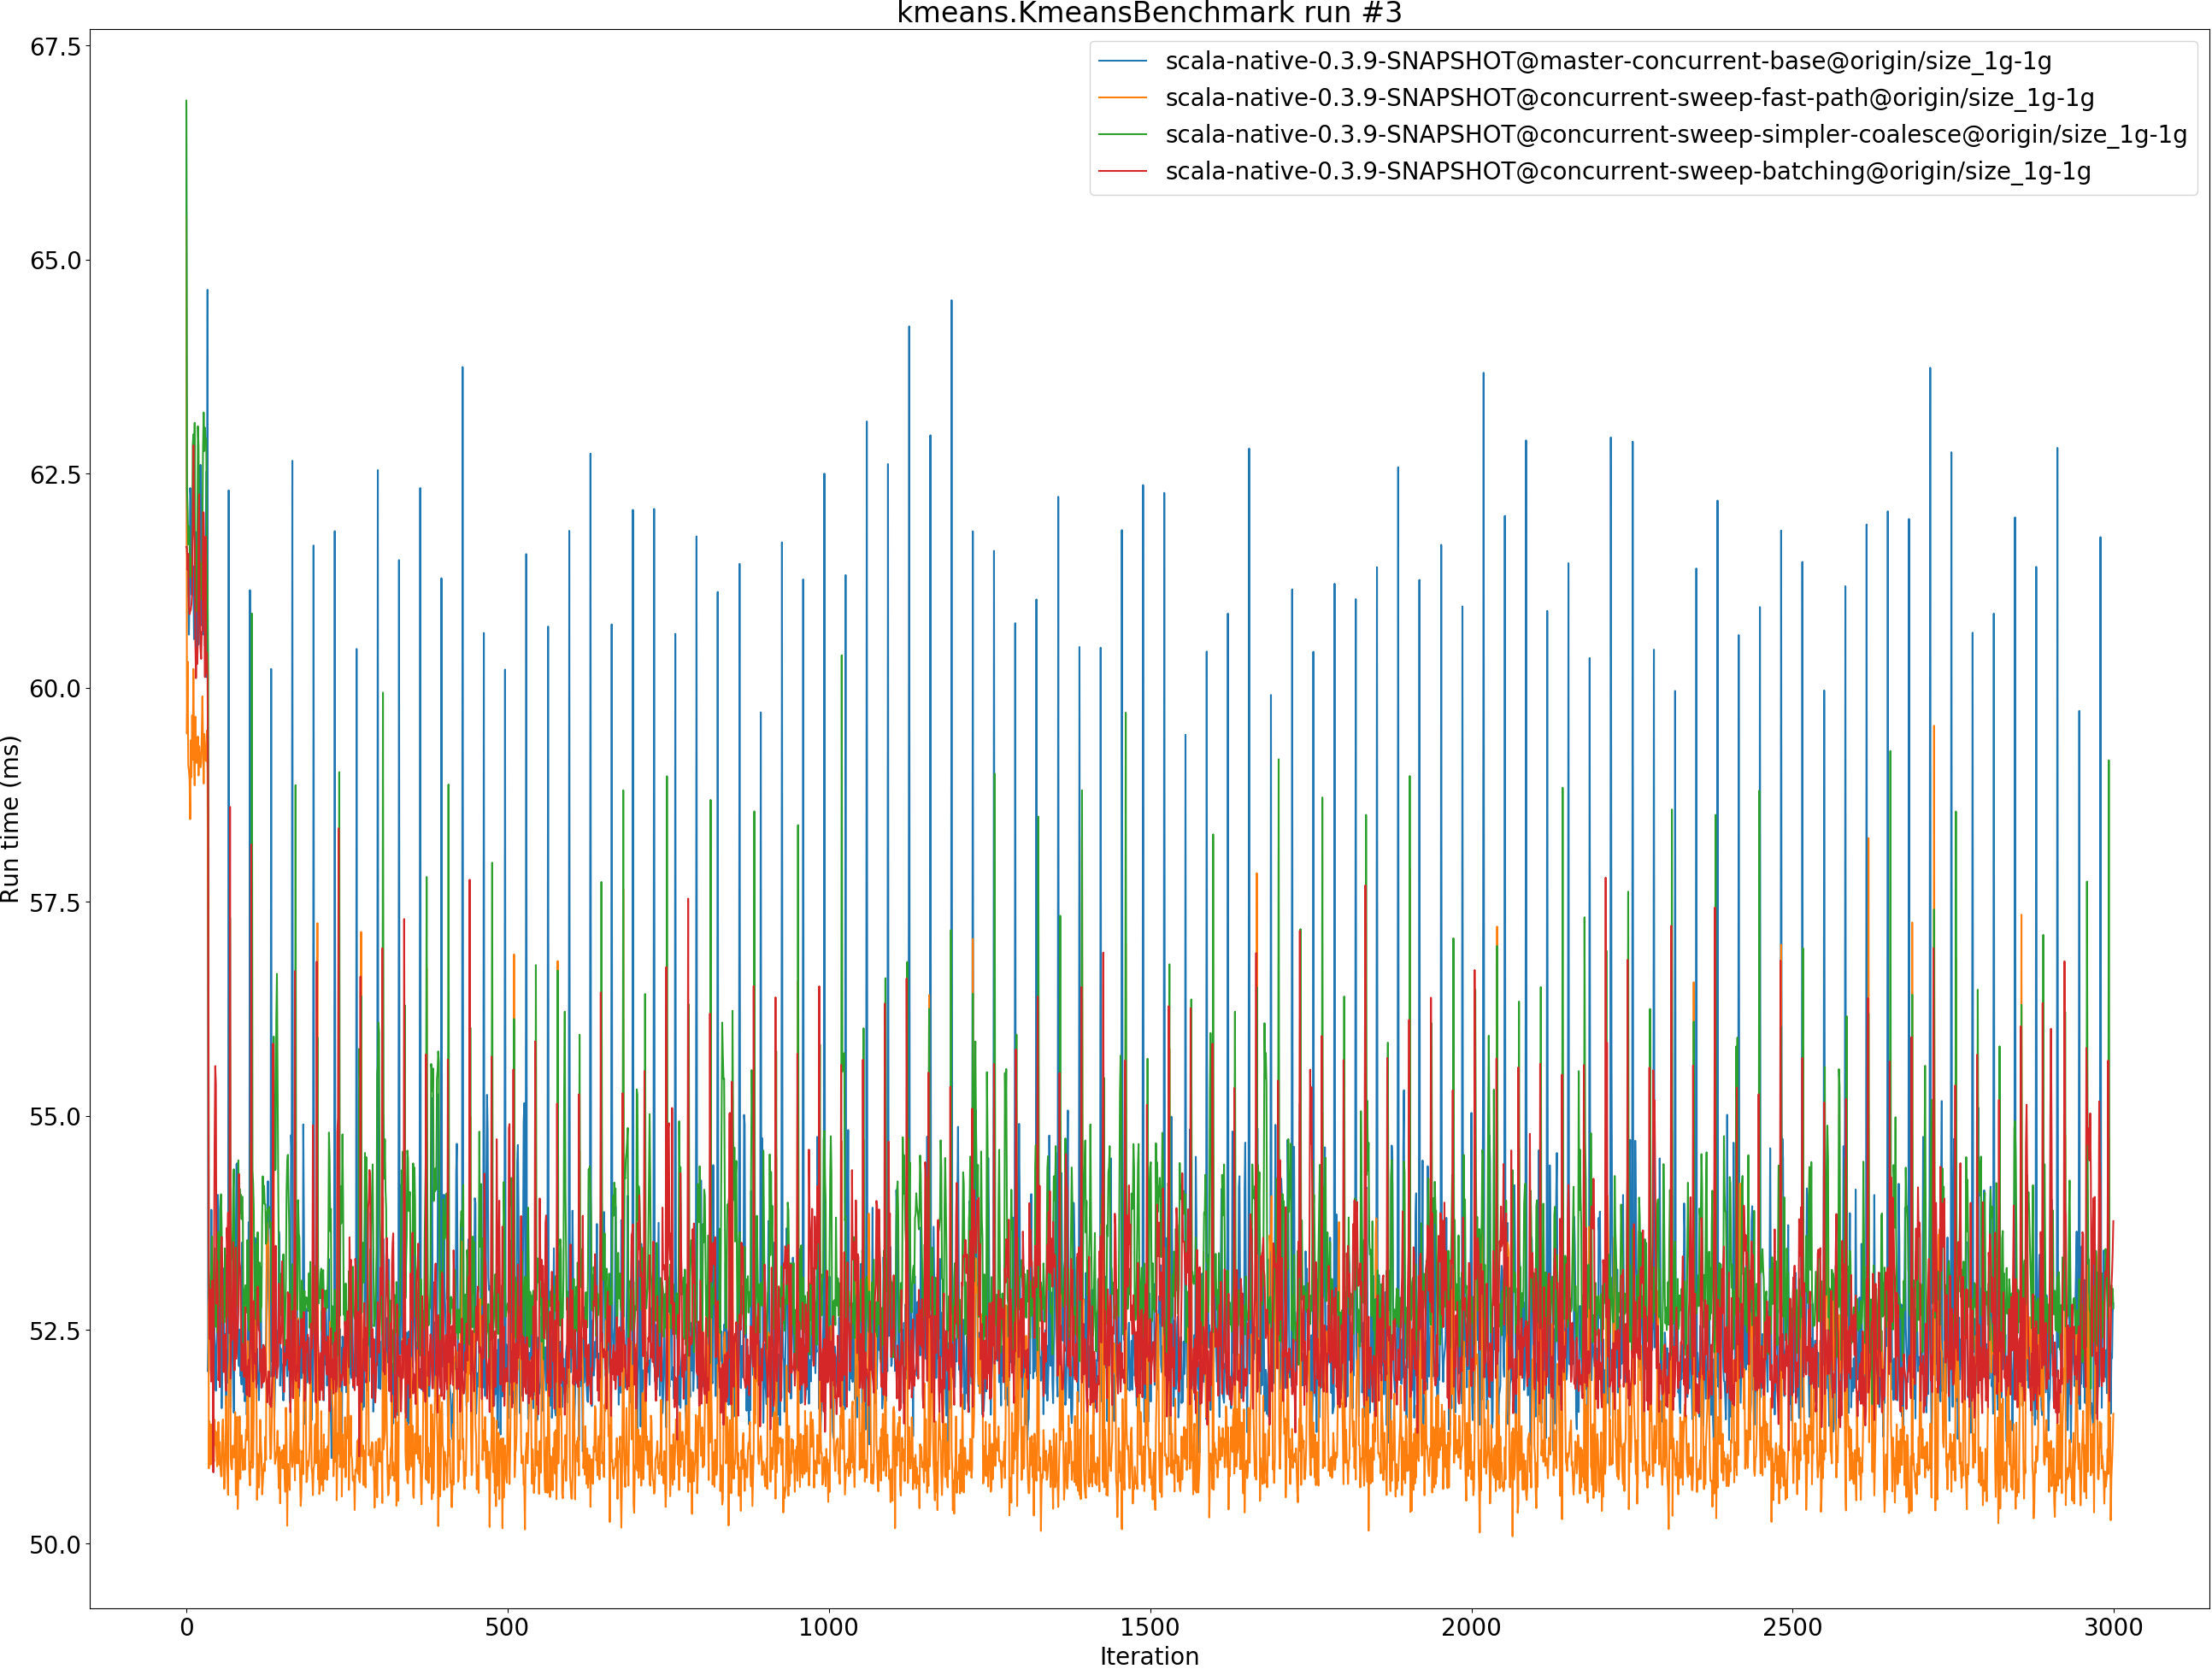 kmeans.KmeansBenchmark run #3
scala-native-0.3.9-SNAPSHOT@master-concurrent-base@origin/size_1g-1g
scala-native-0.3.9-SNAPSHOT@concurrent-sweep-fast-path@origin/size_1g-1g
scala-native-0.3.9-SNAPSHOT@concurrent-sweep-simpler-coalesce@origin/size_1g-1g
scala-native-0.3.9-SNAPSHOT@concurrent-sweep-batching@origin/size_1g-1g
67.5
65.0
62.5
60.0
57.5
55.0
52.5
50.0
Run time (ms)
0 500 1000 1500 2000 2500 3000
Iteration